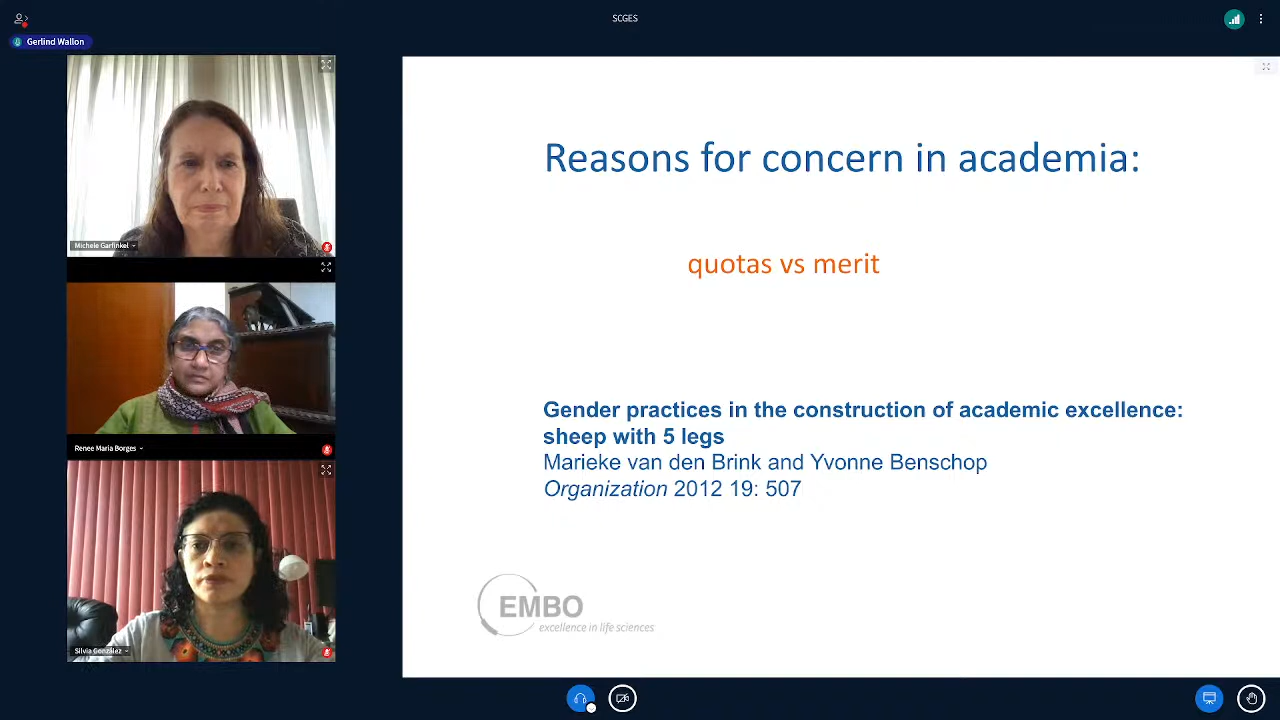 SCGES
Gerlind Wallon
Michele Garfinkel
Renee Maria Borges
Silvia González
Reasons for concern in academia:
quotas vs merit
Gender practices in the construction of academic excellence:
sheep with 5 legs
Marieke van den Brink and Yvonne Benschop
Organization 2012 19: 507
EMBO
excellence in life sciences